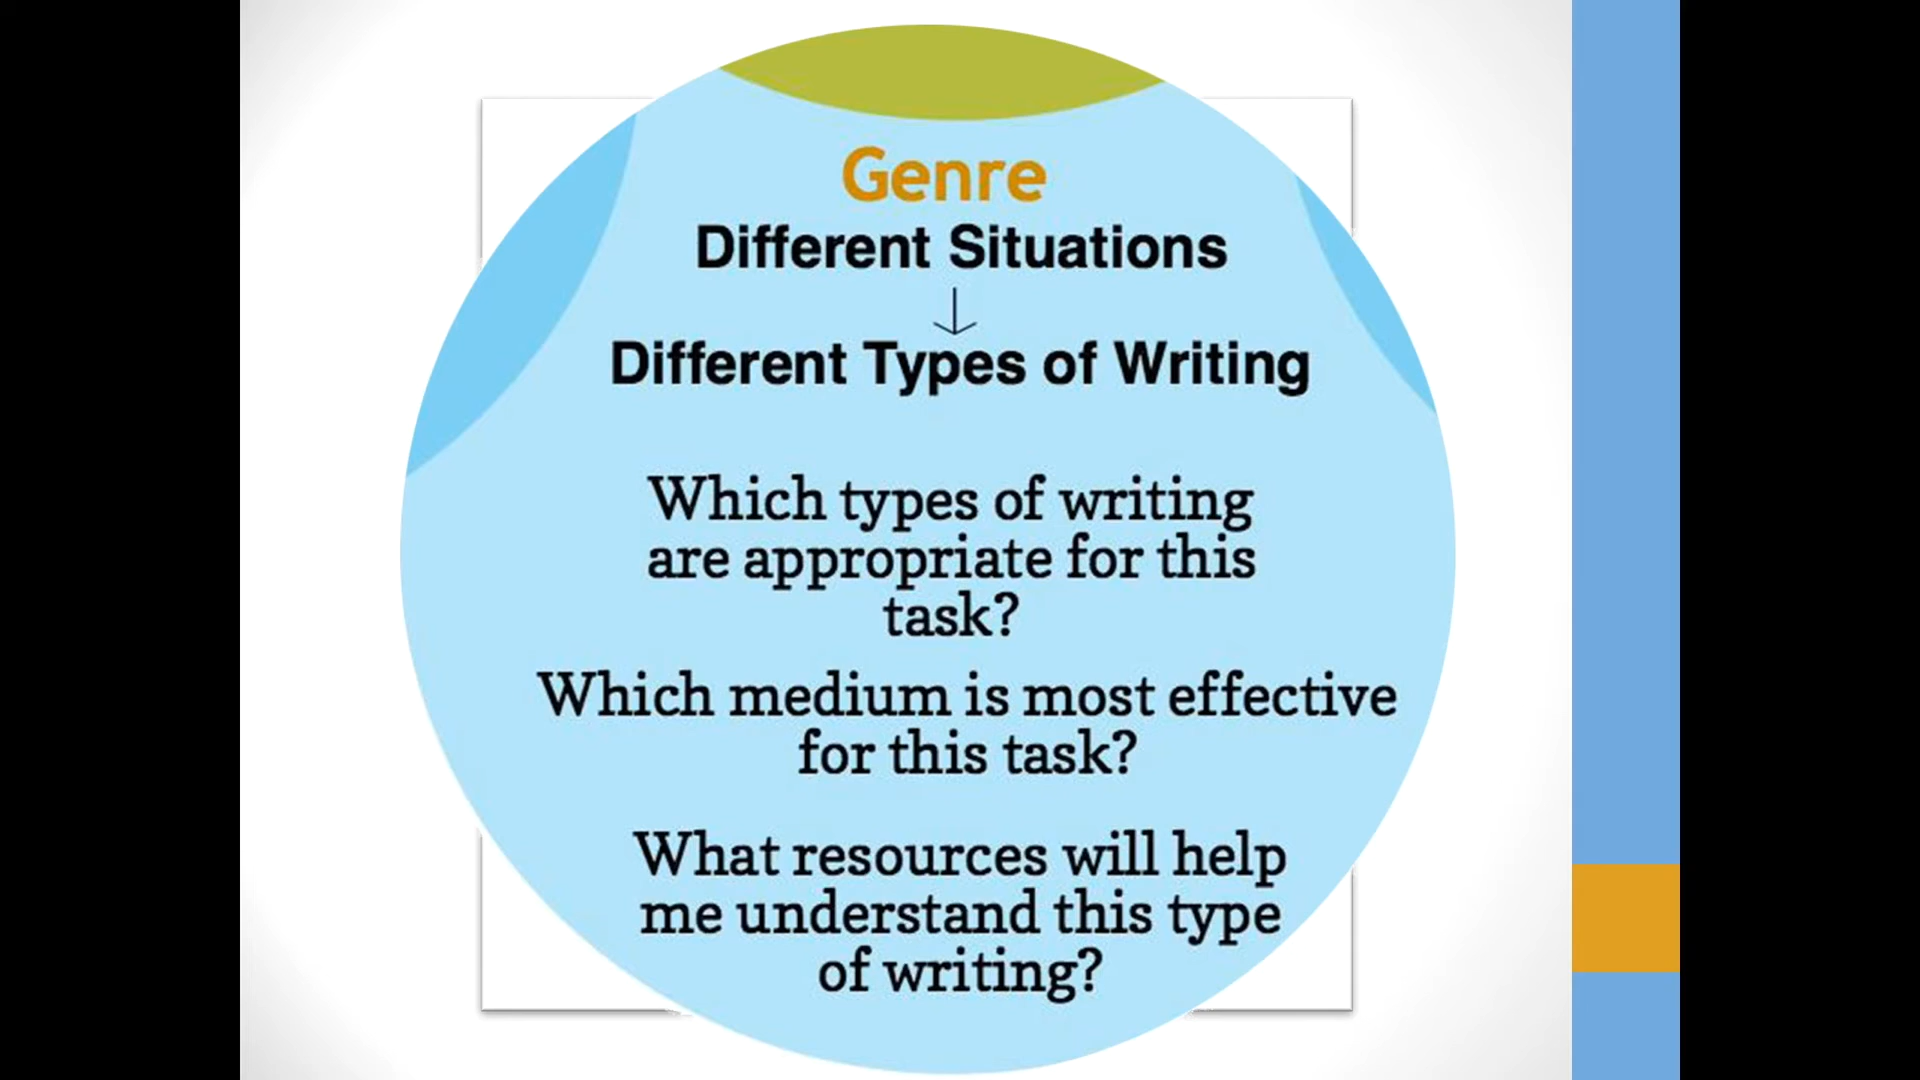 Genre
Different Situations
Different Types of Writing
Which types of writing
are appropriate for this
task?
Which medium is most effective
for this task?
What resources will help
me understand this type
of writing?